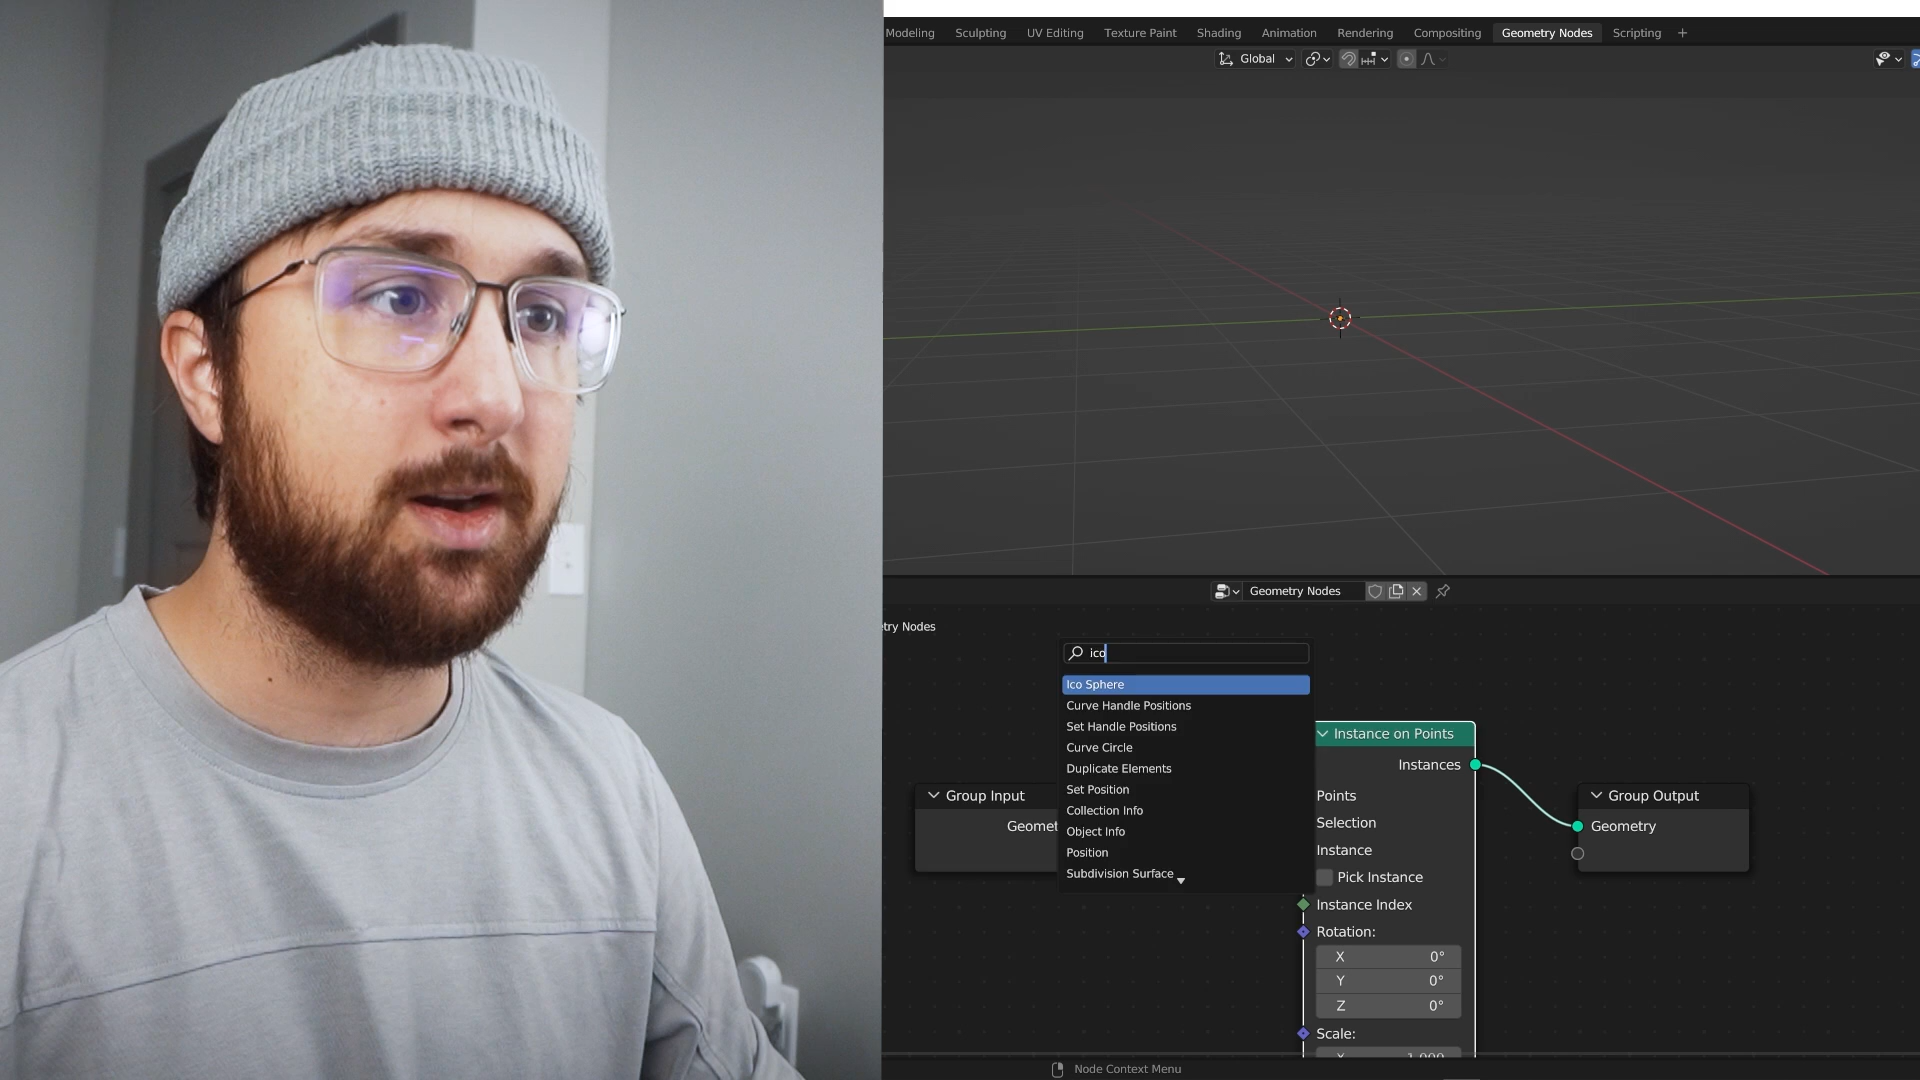 Modeling Sculpting UV Editing Texture Paint Shading Animation Rendering Compositing Geometry Nodes Scripting +
Global
Geometry Nodes
try Nodes
ico
Ico Sphere
Curve Handle Positions
Set Handle Positions
Curve Circle
Duplicate Elements
Set Position
Collection Info
Object Info
Position
Subdivision Surface
Group Input
Geomet
Instance on Points
Instances
Points
Selection
Instance
Pick Instance
Instance Index
Rotation:
X 0°
Y 0°
Z 0°
Scale:
X 1.000
Group Output
Geometry
Node Context Menu